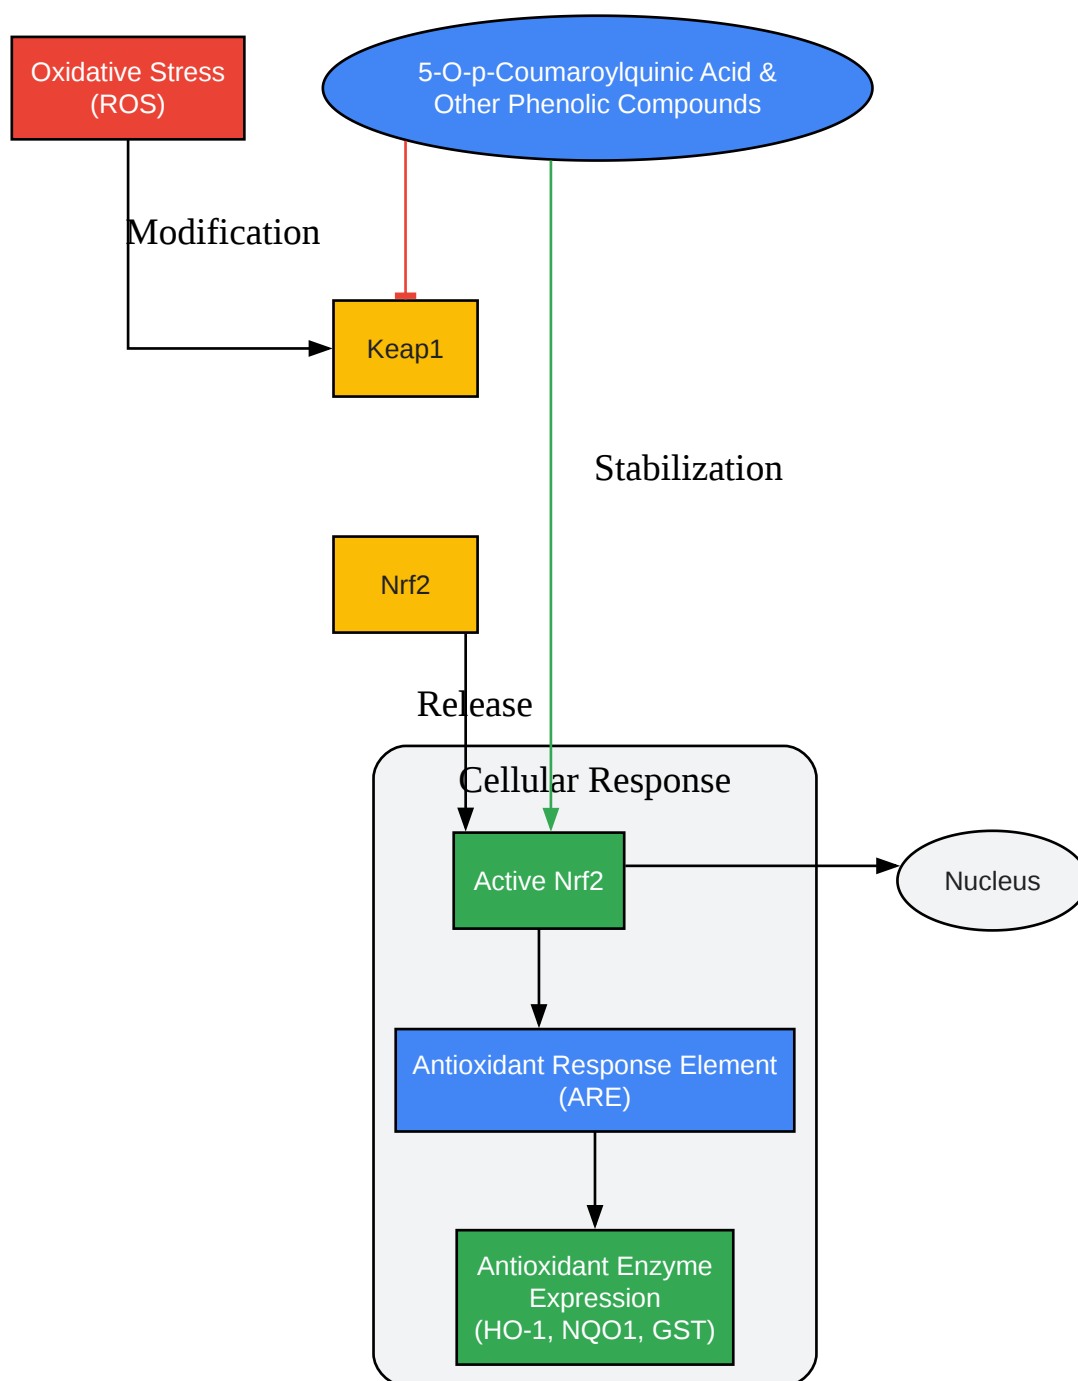 Oxidative Stress
(ROS)
5-O-p-Coumaroylquinic Acid &
Other Phenolic Compounds
Modification
Keap1
Stabilization
Nrf2
Release
Cellular Response
Active Nrf2
Nucleus
Antioxidant Response Element
(ARE)
Antioxidant Enzyme
Expression
(HO-1, NQO1, GST)